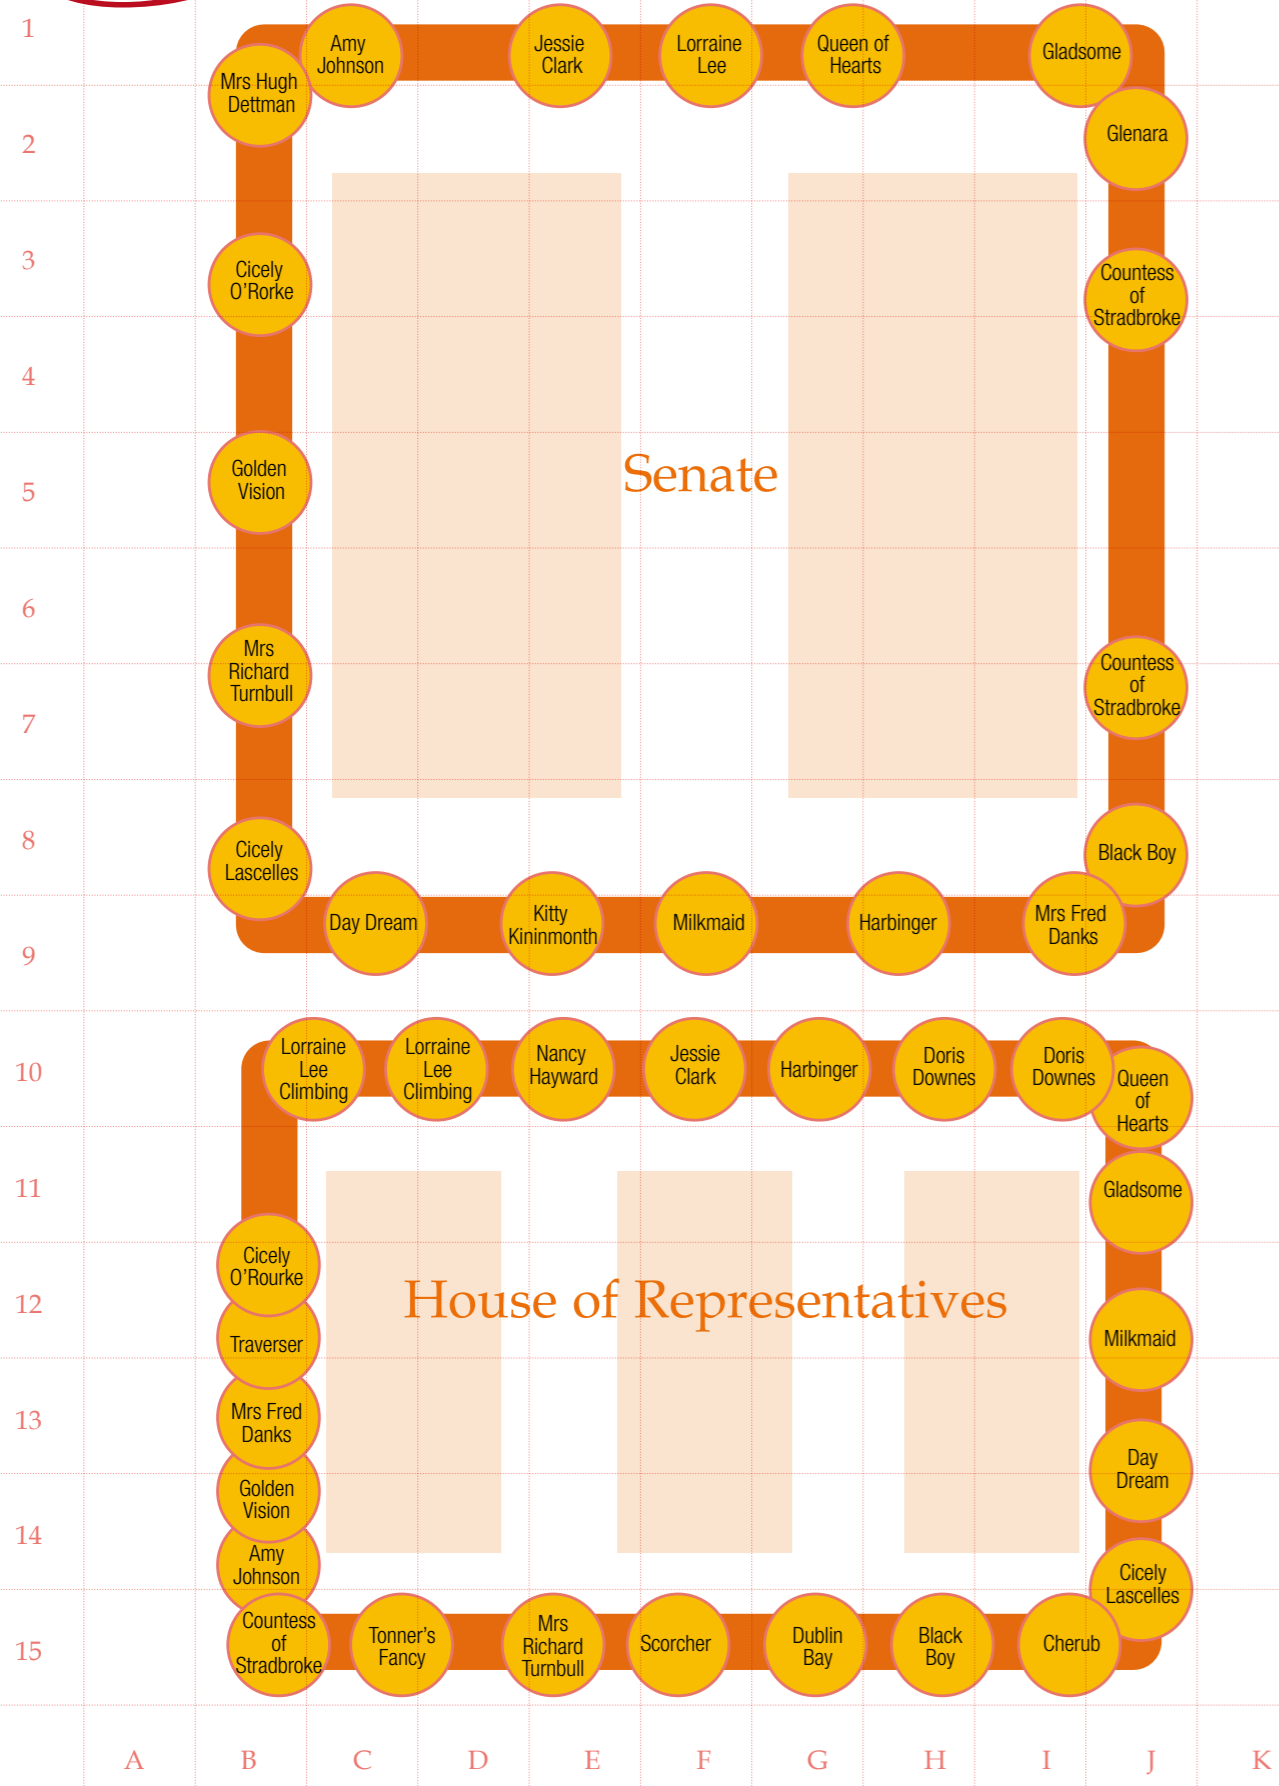 1
Amy
Johnson
Jessie
Clark
Lorraine
Lee
Queen of
Hearts
Gladsome
Mrs Hugh
Dettman
2
Glenara
3
Cicely
O'Rorke
Countess
of
Stradbroke
4
Golden
Vision
Senate
5
6
Mrs
Richard
Turnbull
Countess
of
Stradbroke
7
8
Cicely
Lascelles
Black Boy
Day Dream
Kitty
Kininmonth
Milkmaid
Harbinger
Mrs Fred
Danks
9
10
Lorraine
Lee
Climbing
Lorraine
Lee
Climbing
Nancy
Hayward
Jessie
Clark
Harbinger
Doris
Downes
Doris
Downes
Queen
of
Hearts
11
Gladsome
Cicely
O'Rourke
12
House of Representatives
Traverser
Milkmaid
13
Mrs Fred
Danks
Day
Dream
Golden
Vision
14
Amy
Johnson
Cicely
Lascelles
15
Countess
of
Stradbroke
Tonner's
Fancy
Mrs
Richard
Turnbull
Scorcher
Dublin
Bay
Black
Boy
Cherub
A B C D E F G H I J K